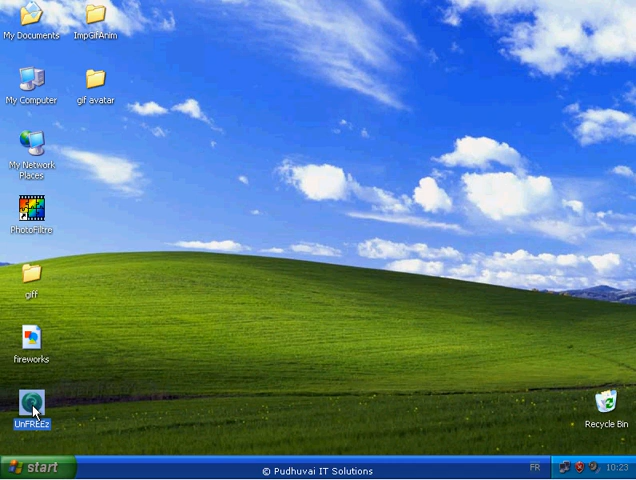 My Documents
ImpGifAnim
My Computer
gif avatar
My Network
Places
PhotoFiltre
giff
fireworks
UnFREEz
Recycle Bin
start
© Pudhuvai IT Solutions
FR
10:23